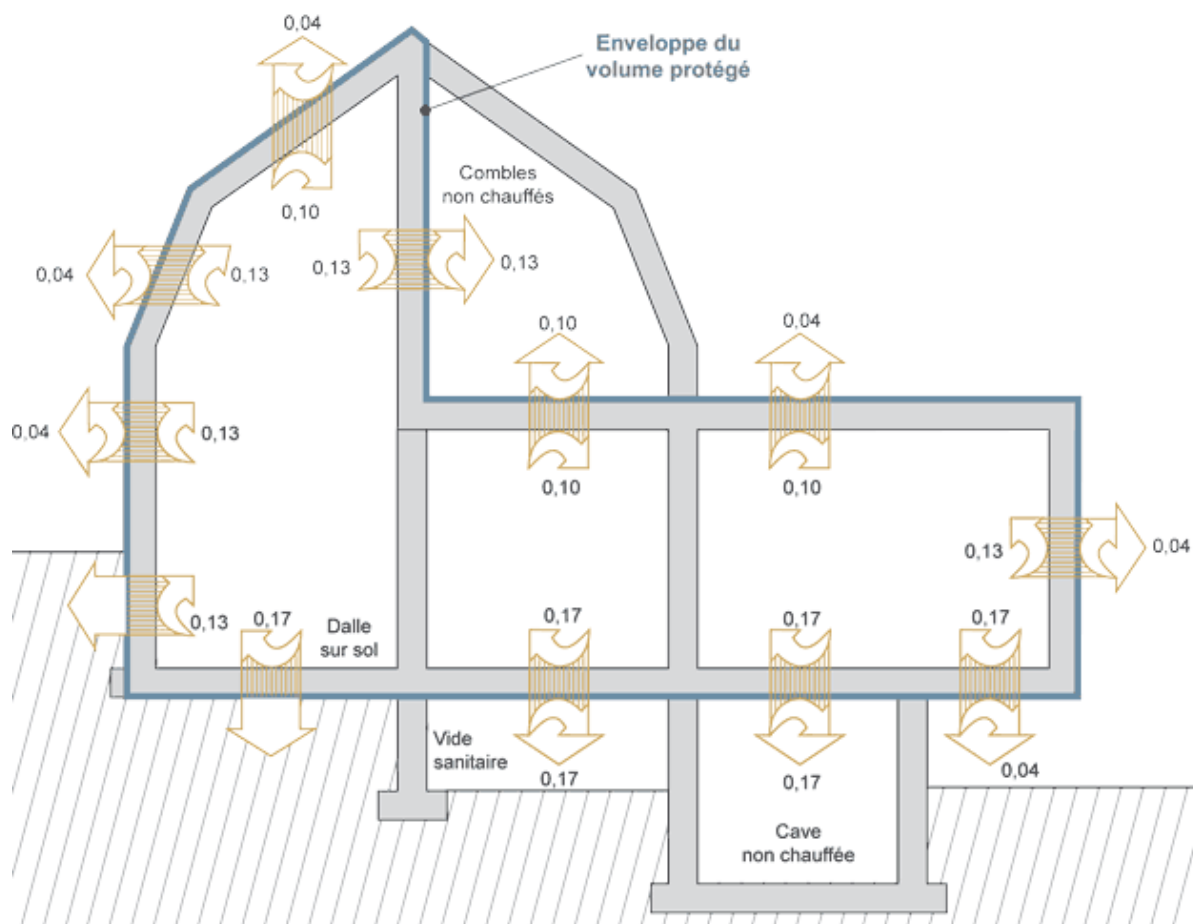 0,04
Enveloppe du
volume protégé
Combles
non chauffés
0,10
0,04
0,13
0,13
0,13
0,10
0,04
0,04
0,13
0,10
0,10
0,13
0,04
0,13
0,17
Dalle
sur sol
0,17
0,17
0,17
Vide
sanitaire
0,17
0,17
0,04
Cave
non chauffée